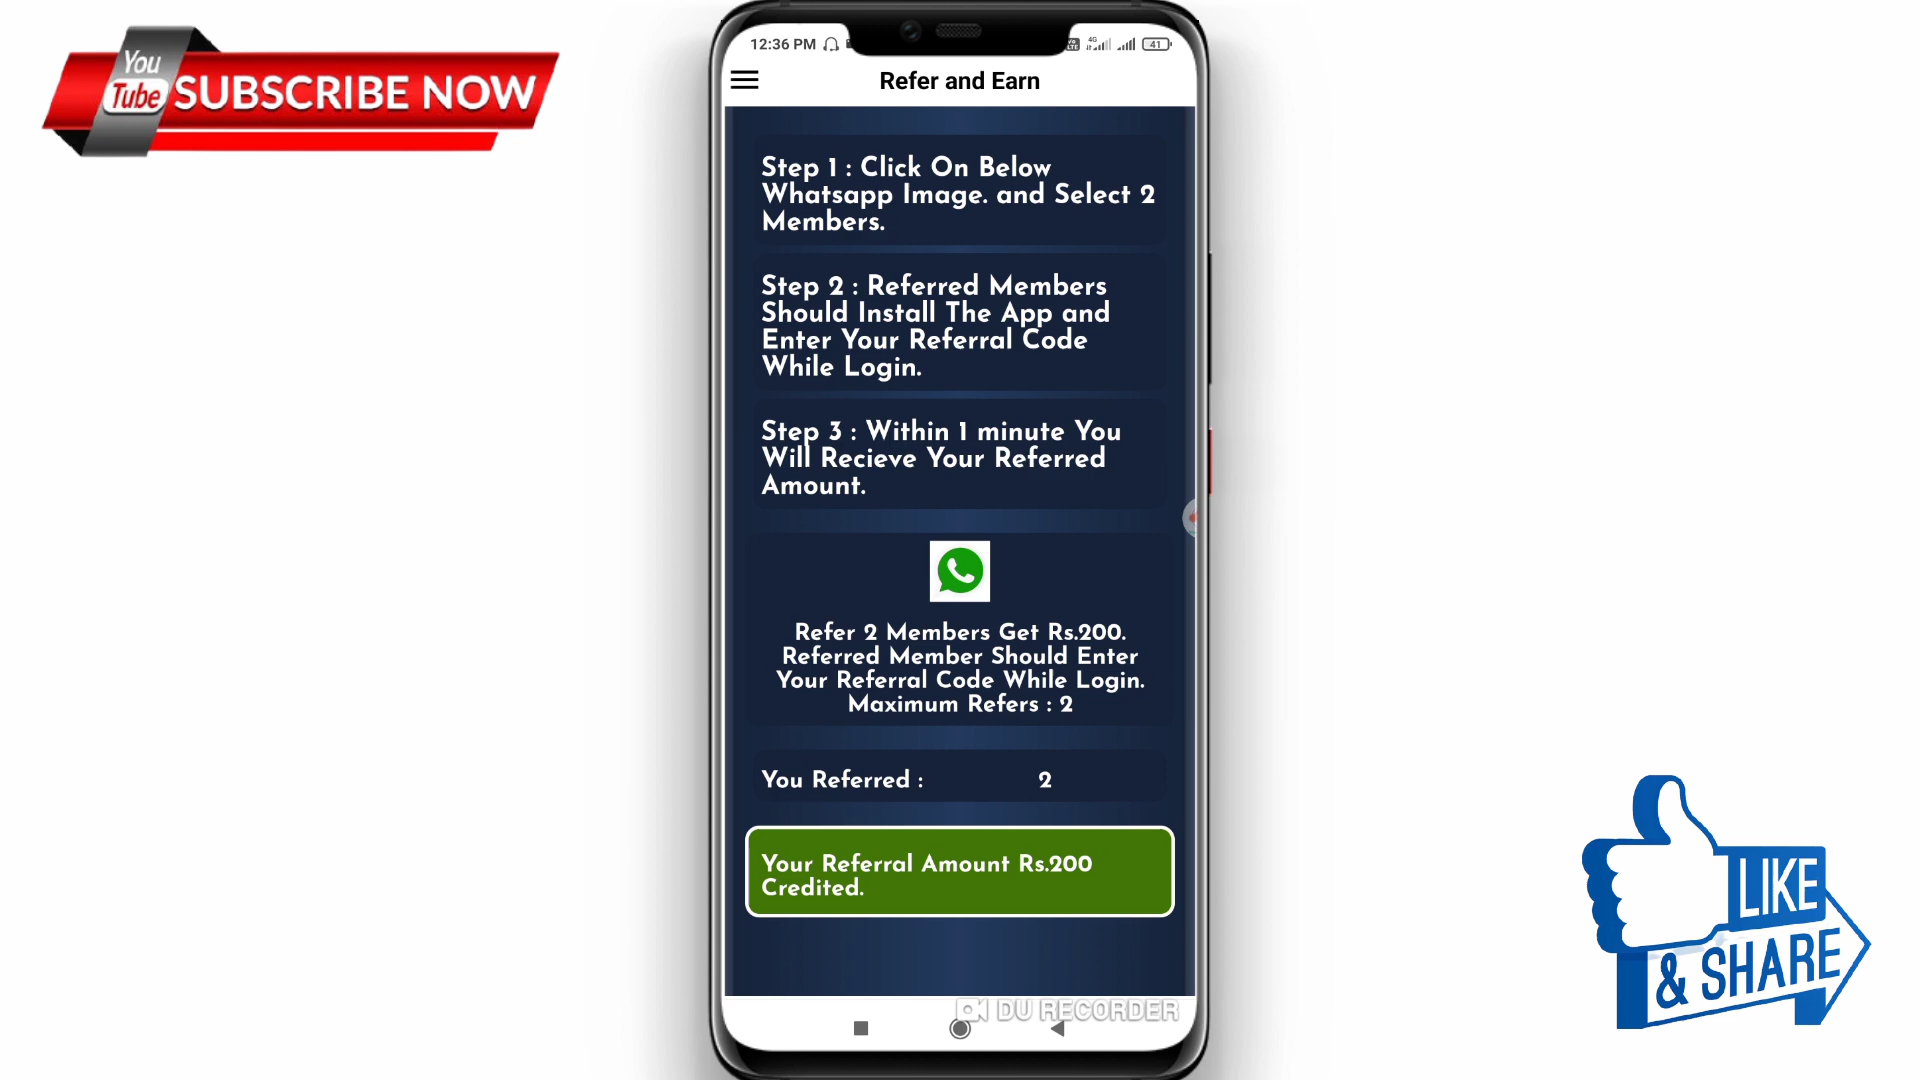 You
Tube SUBSCRIBE NOW
12:36 PM
4G
41
Refer and Earn
Step 1 : Click On Below
Whatsapp Image. and Select 2
Members.
Step 2 : Referred Members
Should Install The App and
Enter Your Referral Code
While Login.
Step 3 : Within 1 minute You
Will Recieve Your Referred
Amount.
Refer 2 Members Get Rs.200.
Referred Member Should Enter
Your Referral Code While Login.
Maximum Refers : 2
You Referred : 2
Your Referral Amount Rs.200
Credited.
DU RECORDER
LIKE
& SHARE